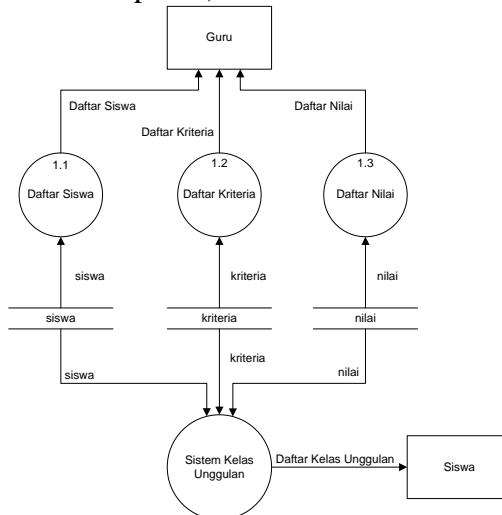 Guru
Daftar Siswa
Daftar Nilai
Daftar Kriteria
1.1
Daftar Siswa
1.2
Daftar Kriteria
1.3
Daftar Nilai
siswa
kriteria
nilai
siswa
kriteria
nilai
kriteria
siswa
nilai
Sistem Kelas
Unggulan
Daftar Kelas Unggulan
Siswa